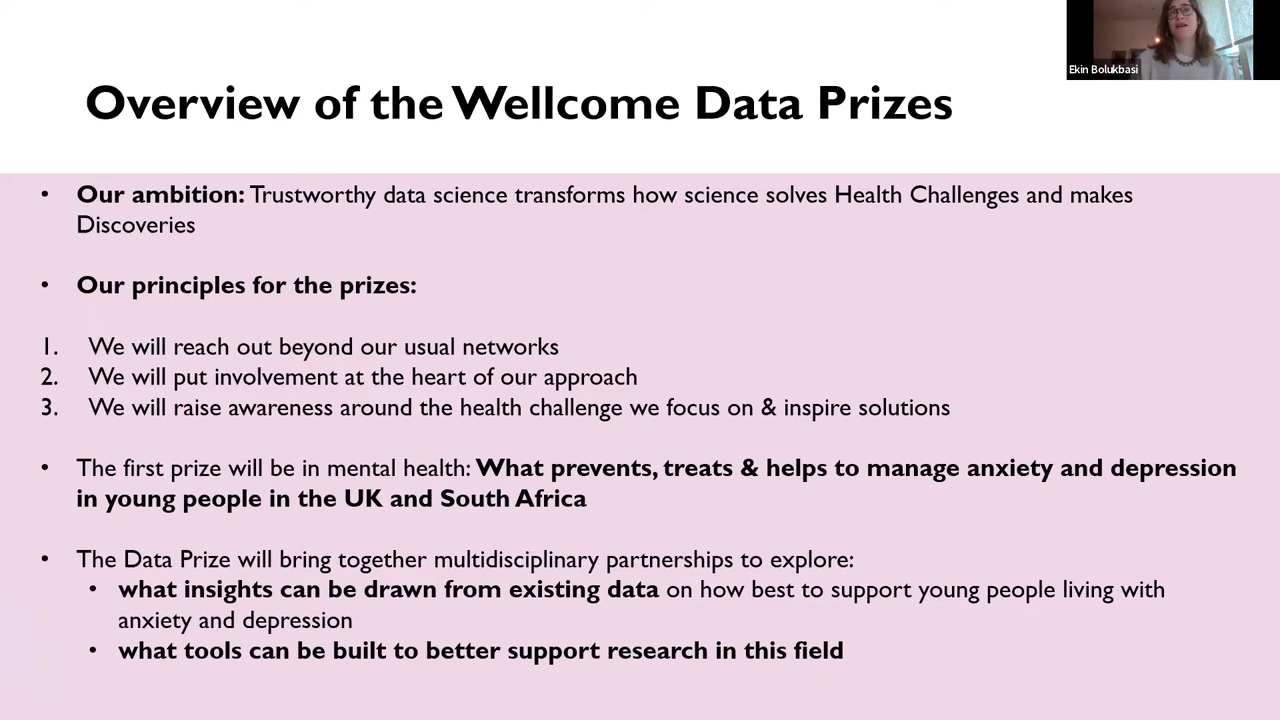 Ekin Bolukbasi
Overview of the Wellcome Data Prizes
• Our ambition: Trustworthy data science transforms how science solves Health Challenges and makes
Discoveries
• Our principles for the prizes:
1. We will reach out beyond our usual networks
2. We will put involvement at the heart of our approach
3. We will raise awareness around the health challenge we focus on & inspire solutions
• The first prize will be in mental health: What prevents, treats & helps to manage anxiety and depression
in young people in the UK and South Africa
• The Data Prize will bring together multidisciplinary partnerships to explore:
• what insights can be drawn from existing data on how best to support young people living with
anxiety and depression
• what tools can be built to better support research in this field